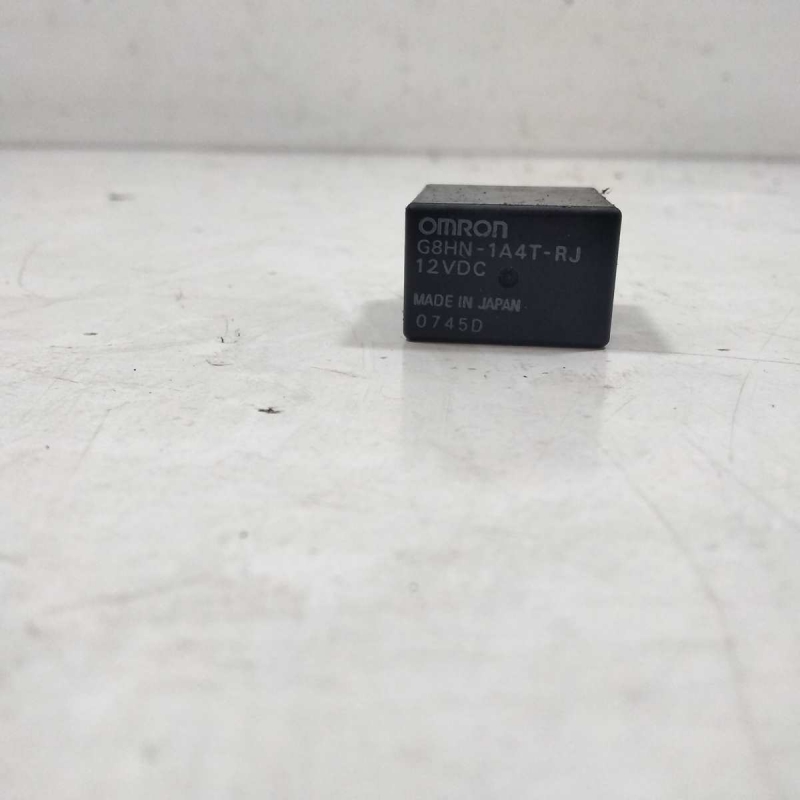 OMRON
G8HN-1A4T-RJ
12VDC
MADE IN JAPAN
0745D